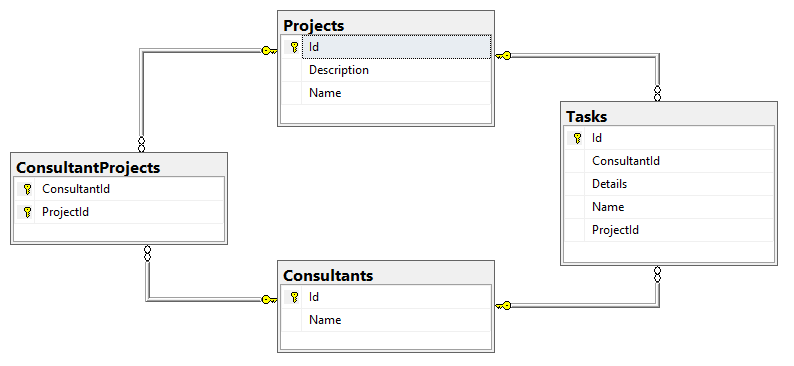 Projects
Id
Description
Name
Tasks
Id
ConsultantId
Details
Name
ProjectId
ConsultantProjects
ConsultantId
ProjectId
Consultants
Id
Name